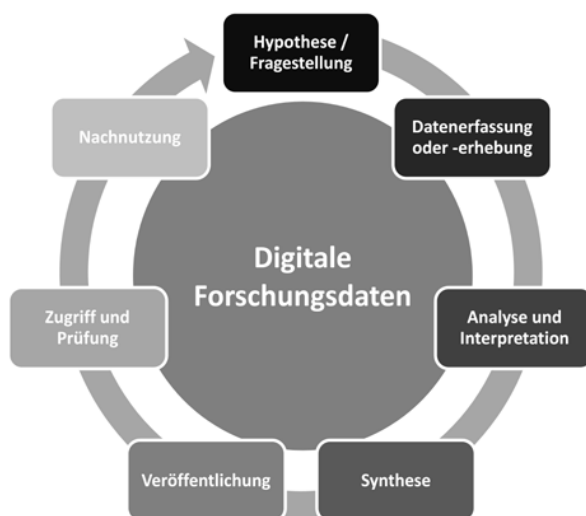 Hypothese /
Fragestellung
Datenerfassung
oder -erhebung
Analyse und
Interpretation
Synthese
Veröffentlichung
Zugriff und
Prüfung
Nachnutzung
Digitale
Forschungsdaten